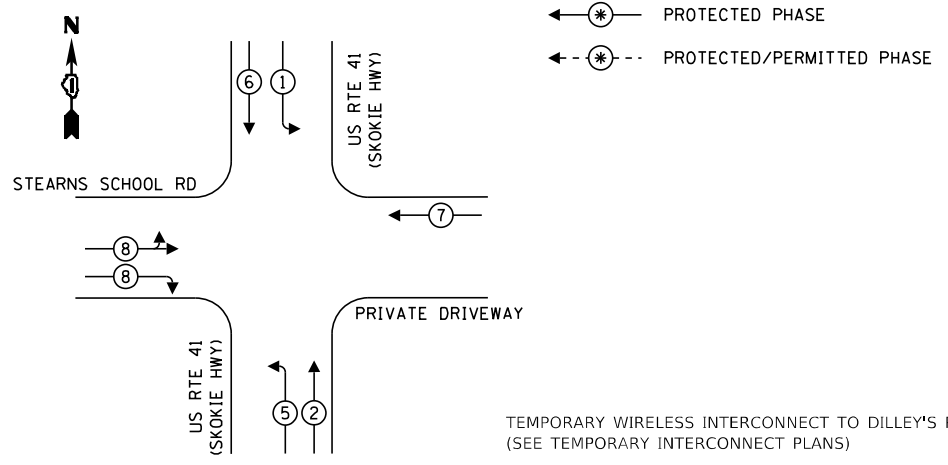 N
PROTECTED PHASE
PROTECTED/PERMITTED PHASE
6
1
US RTE 41
(SKOKIE HWY)
STEARNS SCHOOL RD
7
8
8
PRIVATE DRIVEWAY
US RTE 41
(SKOKIE HWY)
5
2
TEMPORARY WIRELESS INTERCONNECT TO DILLEY'S
(SEE TEMPORARY INTERCONNECT PLANS)